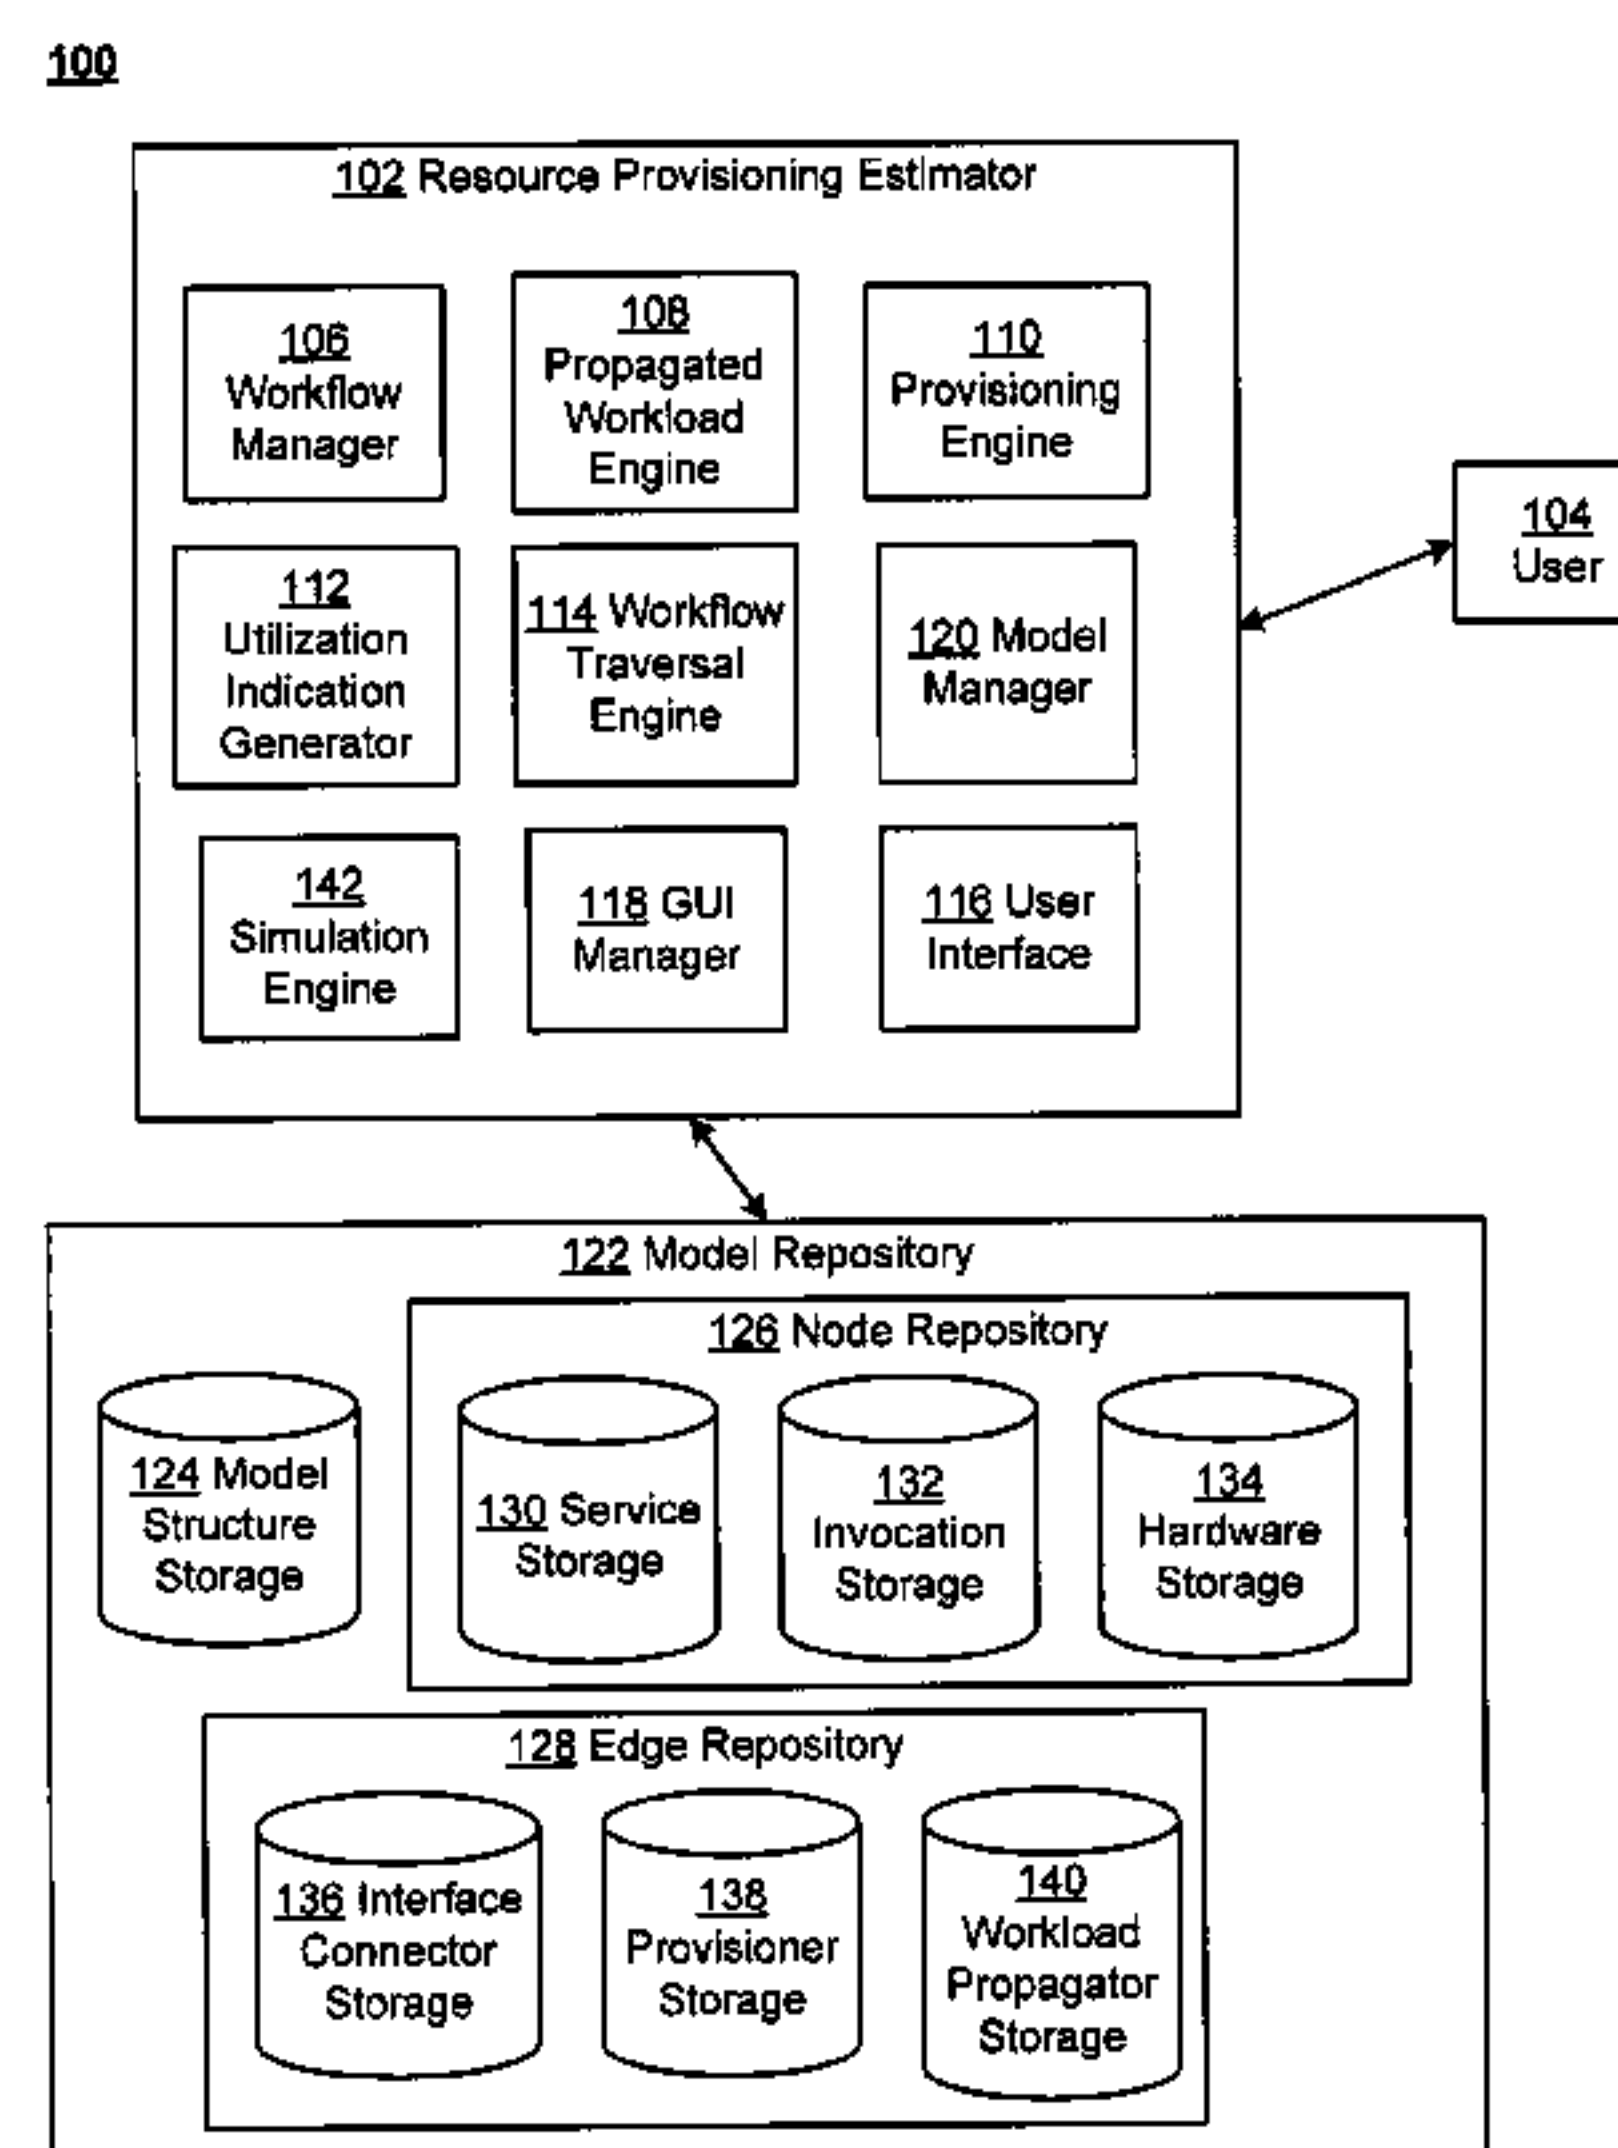 100
102 Resource Provisioning Estimator
106
Workflow
Manager
108
Propagated
Workload
Engine
110
Provisioning
Engine
104
User
112
Utilization
Indication
Generator
114 Workflow
Traversal
Engine
120 Model
Manager
142
Simulation
Engine
118 GUI
Manager
116 User
Interface
122 Model Repository
126 Node Repository
124 Model
Structure
Storage
130 Service
Storage
132
Invocation
Storage
134
Hardware
Storage
128 Edge Repository
136 Interface
Connector
Storage
138
Provisioner
Storage
140
Workload
Propagator
Storage